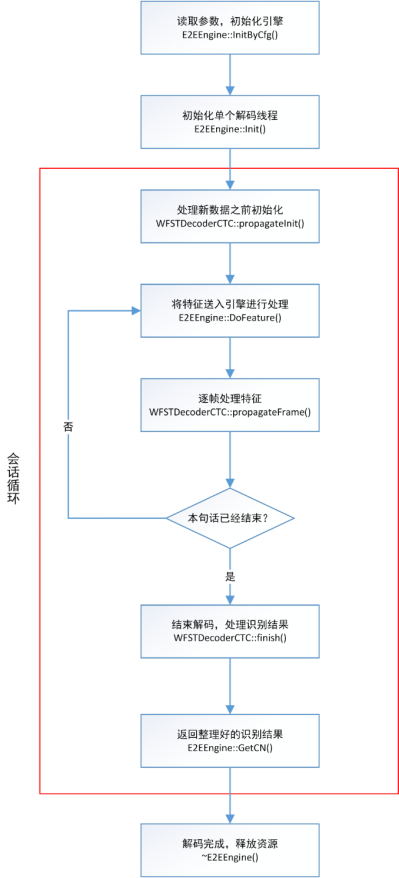 读取参数，初始化引擎
E2EEngine::InitByCfg()
初始化单个解码线程
E2EEngine::Init()
处理新数据之前初始化
WFSTDecoderCTC::propagateInit()
将特征送入引擎进行处理
E2EEngine::DoFeature()
逐帧处理特征
WFSTDecoderCTC::propagateFrame()
否
会话循环
本句话已经结束？
是
结束解码，处理识别结果
WFSTDecoderCTC::finish()
返回整理好的识别结果
E2EEngine::GetCN()
解码完成，释放资源
~E2EEngine()